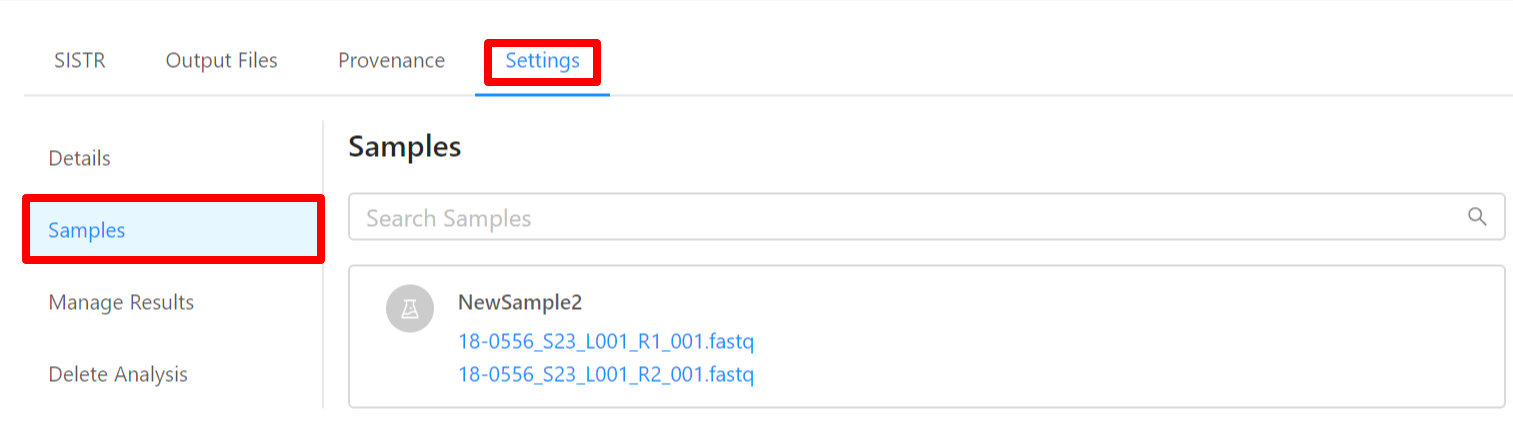 SISTR Output Files Provenance Settings
Details
Samples
Manage Results
Delete Analysis
Samples
Search Samples
NewSample2
18-0556_S23_L001_R1_001.fastq
18-0556_S23_L001_R2_001.fastq